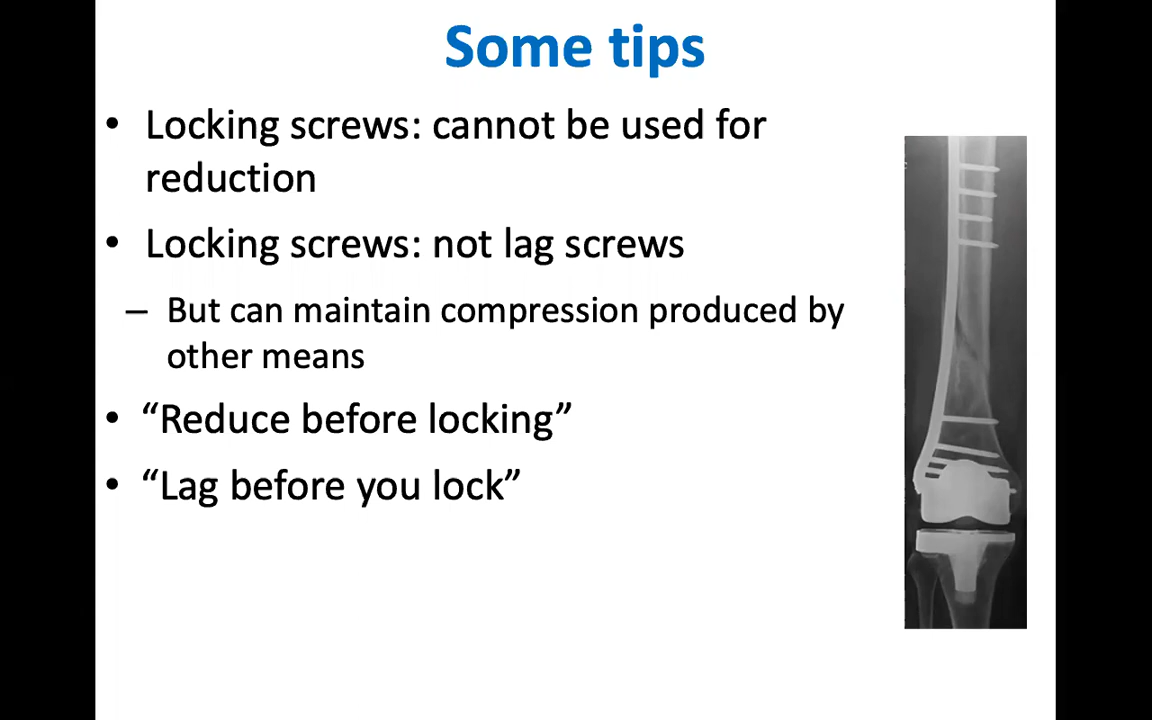 Some tips
• Locking screws: cannot be used for
reduction
• Locking screws: not lag screws
– But can maintain compression produced by
other means
• “Reduce before locking”
• “Lag before you lock”